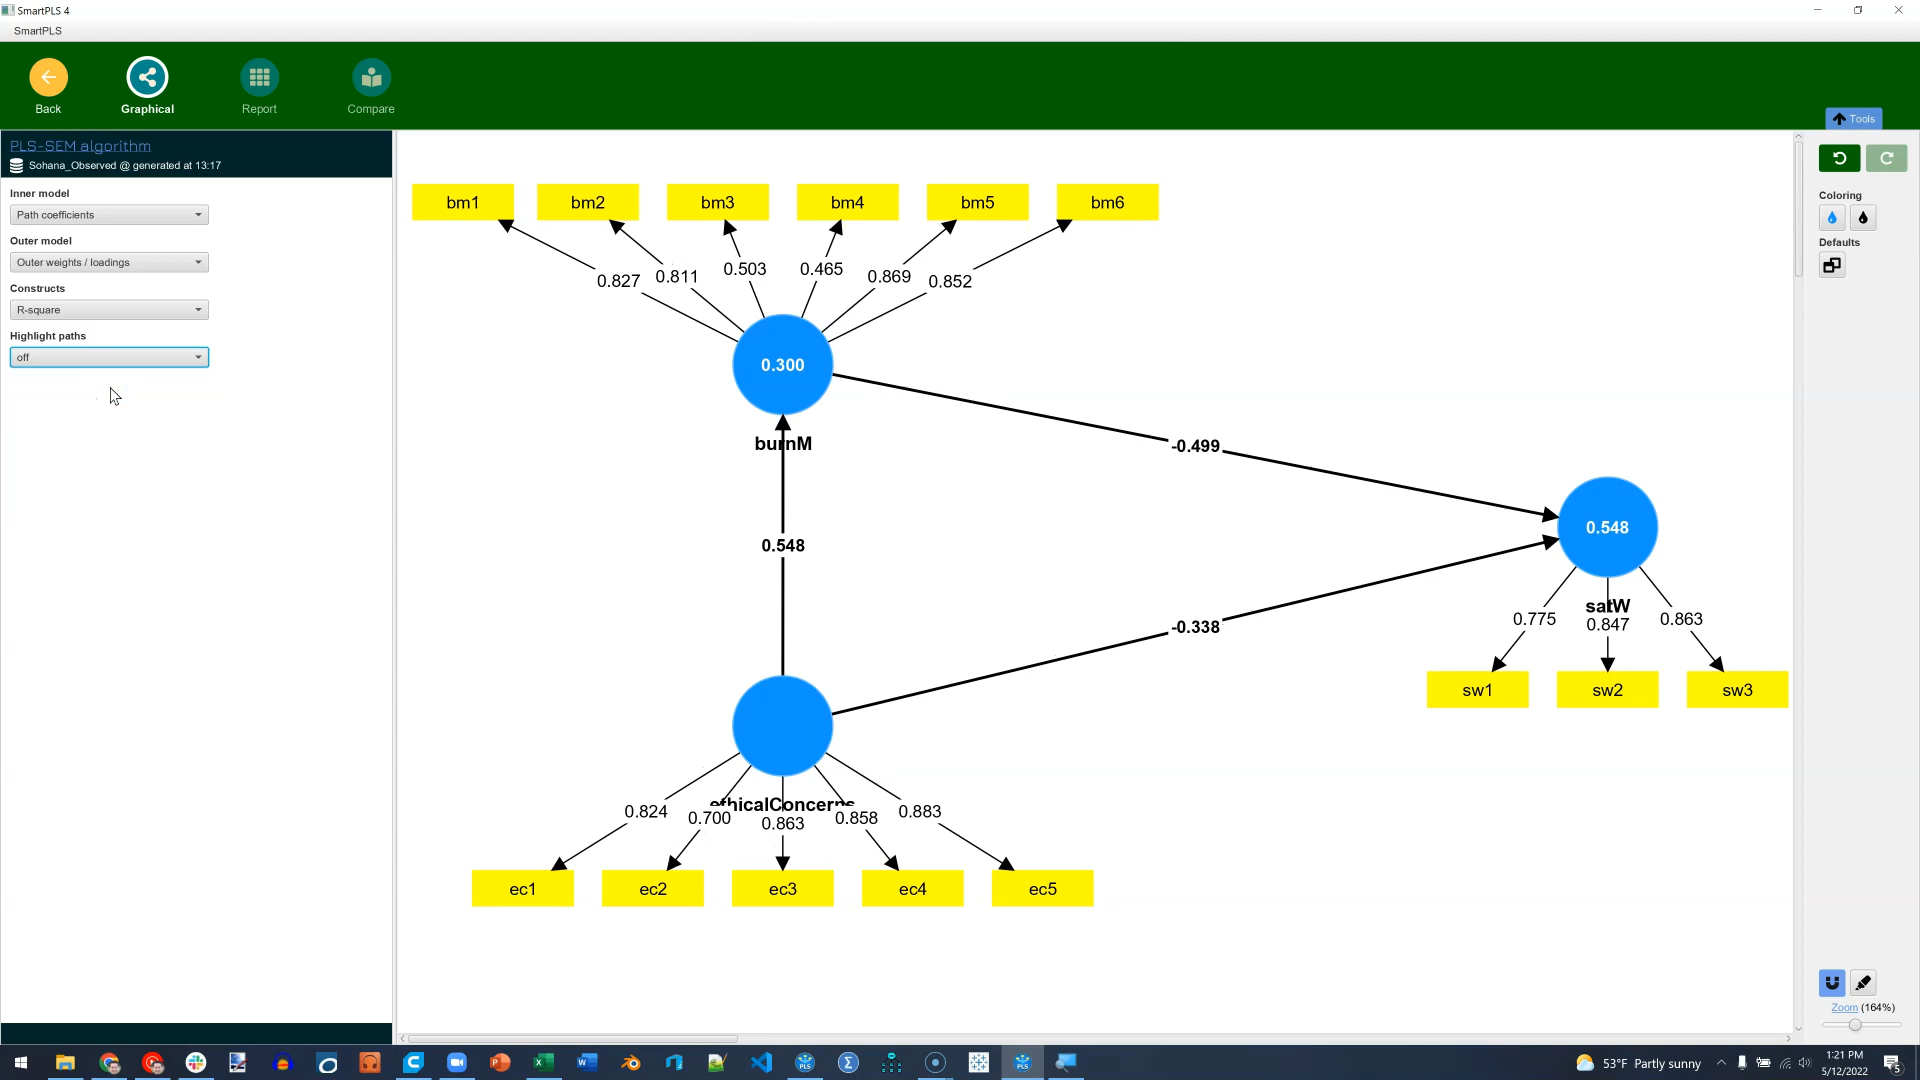 SmartPLS 4
SmartPLS
Back
Graphical
Report
Compare
Tools
PLS-SEM algorithm
Sohana_Observed @ generated at 13:17
Inner model
Path coefficients
Outer model
Outer weights / loadings
Constructs
R-square
Highlight paths
off
bm1
bm2
bm3
bm4
bm5
bm6
0.827
0.811
0.503
0.465
0.869
0.852
0.300
burnM
-0.499
0.548
0.548
satW
0.775
0.847
0.863
-0.338
sw1
sw2
sw3
ethicalConcerns
0.824
0.700
0.863
0.858
0.883
ec1
ec2
ec3
ec4
ec5
Coloring
Defaults
Zoom (164%)
53°F Partly sunny
1:21 PM
5/12/2022
5
PLS
PLS